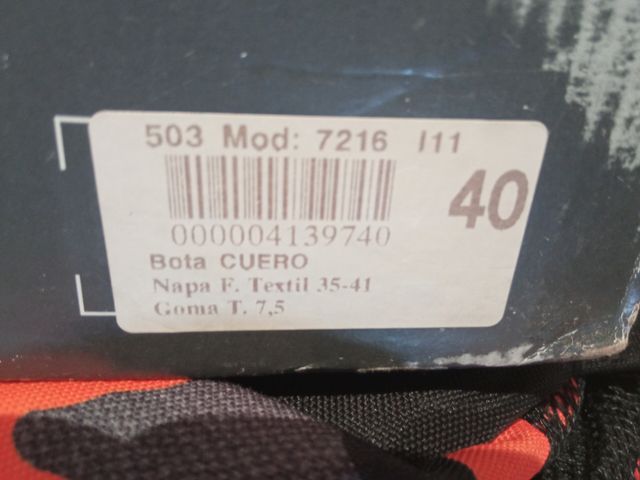 503 Mod: 7216 I11
40
000004139740
Bota CUERO
Napa F. Textil 35-41
Goma T. 7,5